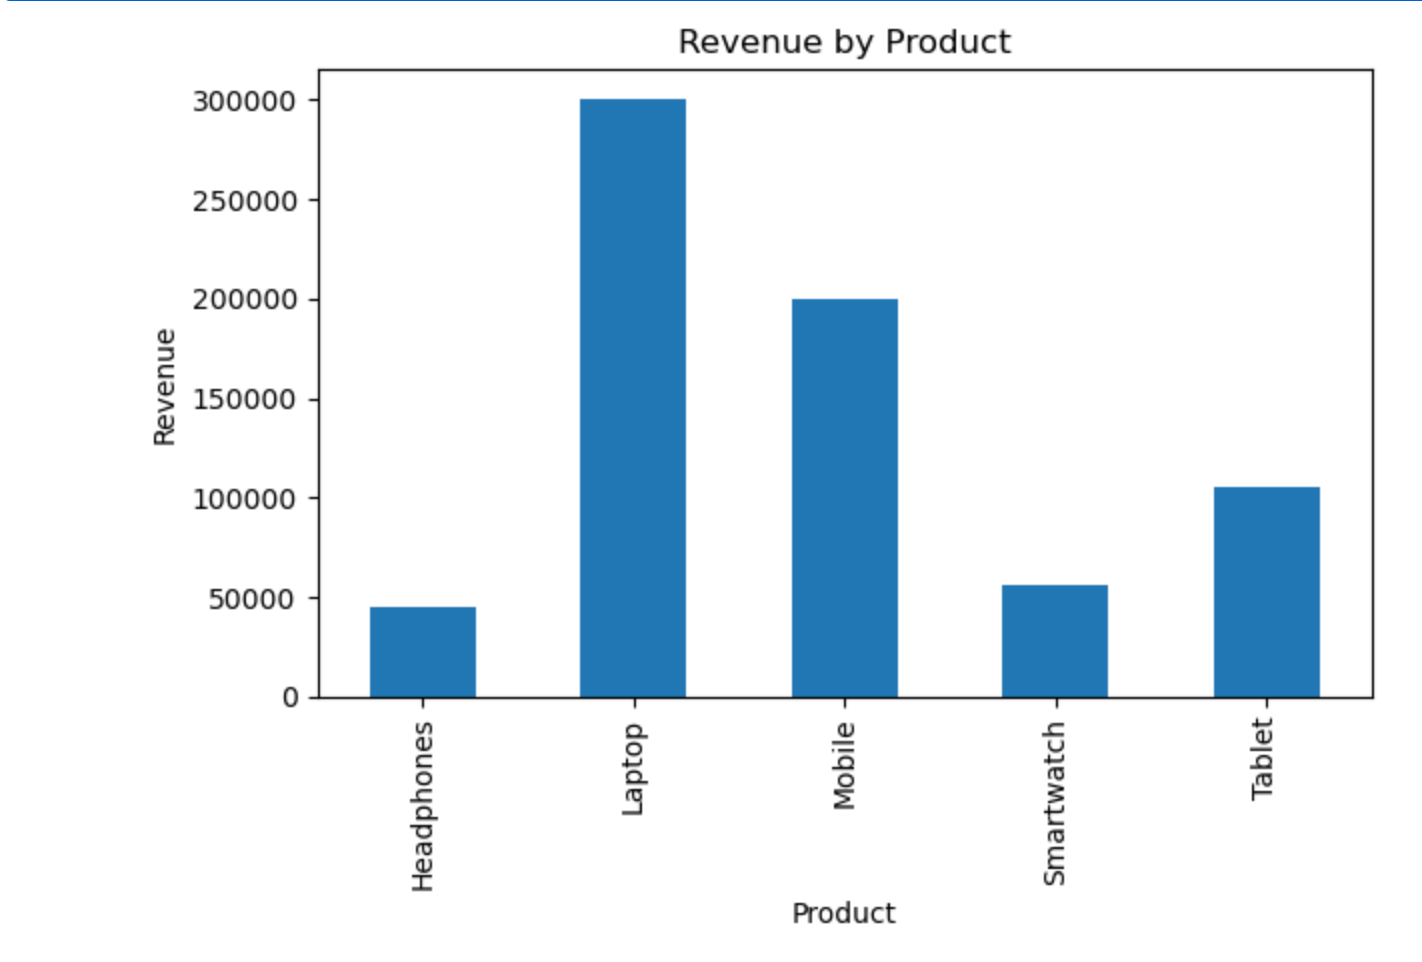 Revenue by Product
300000
250000
200000
150000
100000
50000
0
Revenue
Headphones
Laptop
Mobile
Smartwatch
Tablet
Product